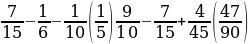 7/15 − 1/6 − 1/10 (1/5) 9/10 − 7/15 + 4/45 (47/90)